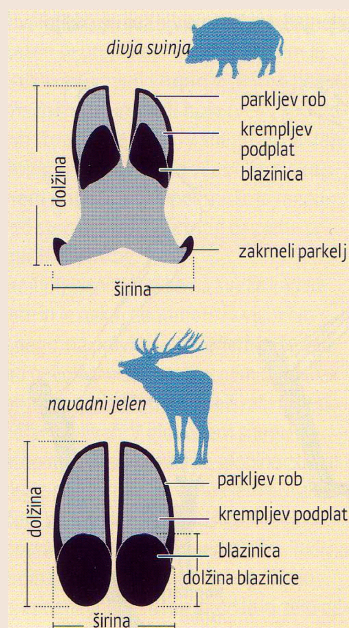 divja svinja
parkljev rob
krempljev
podplat
blazinica
dolžina
zakrneli parkelj
širina
navadni jelen
parkljev rob
krempljev podplat
dolžina
blazinica
dolžina blazinice
širina